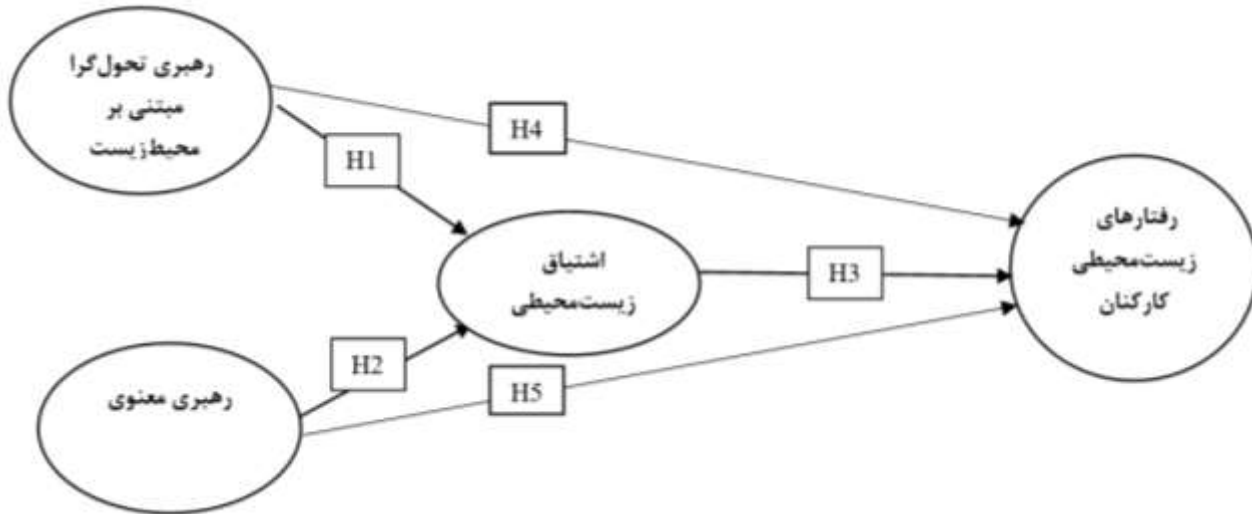 رهبری تحول‌گرا
مبتنی بر
محیط‌زیست
H4
H1
اشتیاق
زیست‌محیطی
H3
رفتارهای
زیست‌محیطی
کارکنان
H2
رهبری معنوی
H5